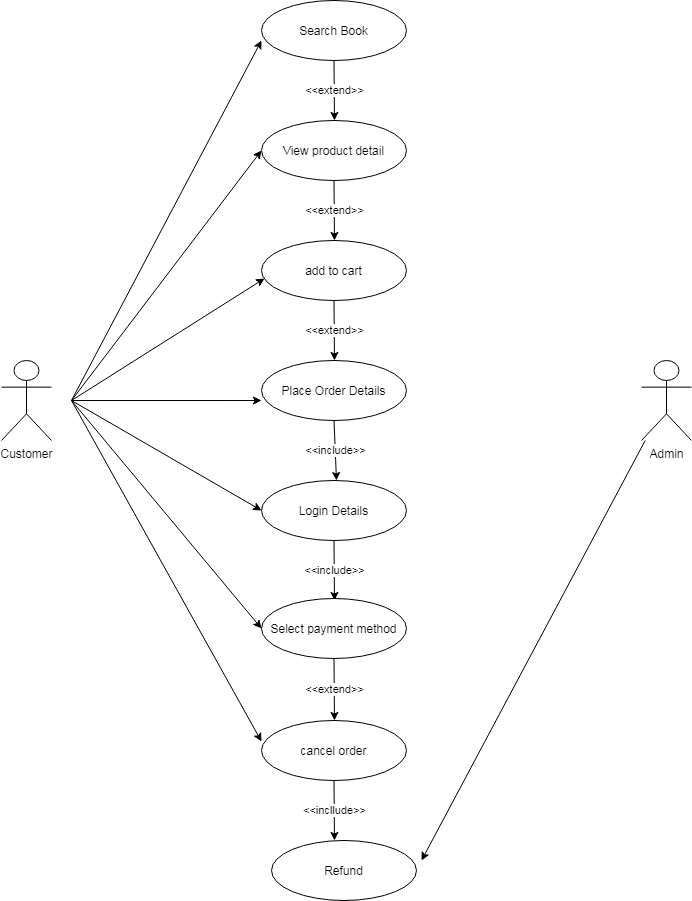 Search Book
<<extend>>
View product detail
<<extend>>
add to cart
<<extend>>
Place Order Details
Customer
Admin
<<include>>
Login Details
<<include>>
Select payment method
<<extend>>
cancel order
<<incllude>>
Refund